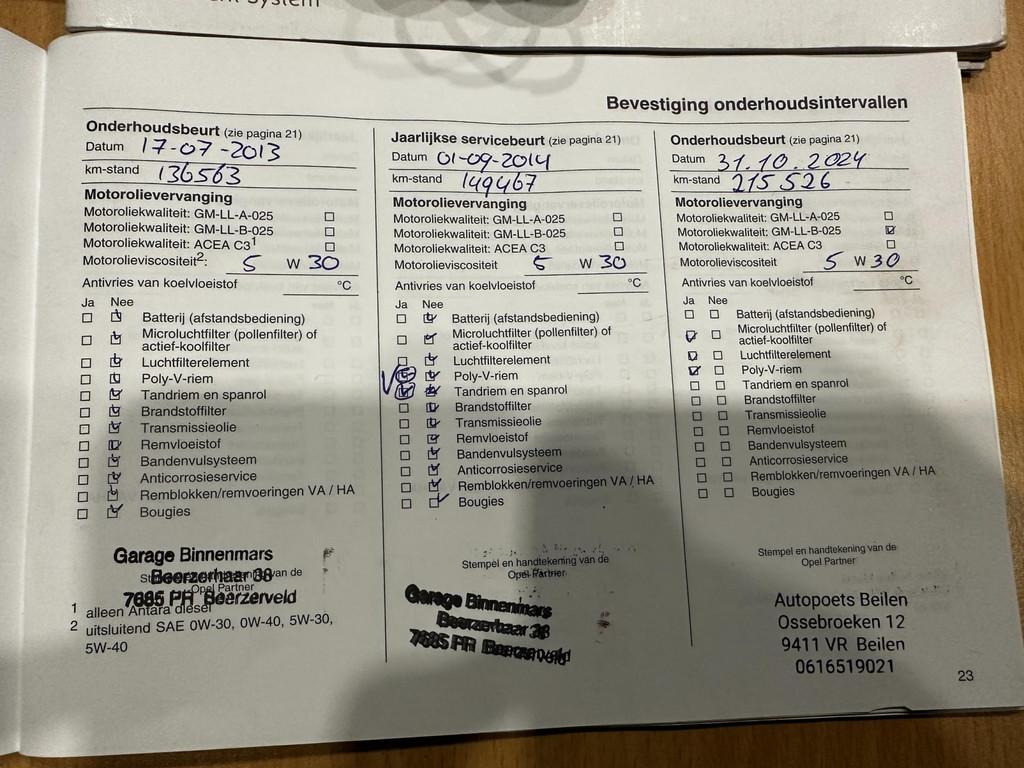 System
Bevestiging onderhoudsintervallen
Onderhoudsbeurt (zie pagina 21)
Datum 17-07-2013
km-stand 136563
Motorolievervanging
Motoroliekwaliteit: GM-LL-A-025
Motoroliekwaliteit: GM-LL-B-025
Motoroliekwaliteit: ACEA C3¹
Motorolieviscositeit²: 5 W 30
Antivries van koelvloeistof °C
Ja Nee
Batterij (afstandsbediening)
Microluchtfilter (pollenfilter) of
actief-koolfilter
Luchtfilterelement
Poly-V-riem
Tandriem en spanrol
Brandstoffilter
Transmissieolie
Remvloeistof
Bandenvulsysteem
Anticorrosieservice
Remblokken/remvoeringen VA / HA
Bougies
Garage Binnenmars
Beerzerhaar 38
7685 PH Beerzerveld
1 alleen Antara diesel
2 uitsluitend SAE 0W-30, 0W-40, 5W-30,
5W-40
Jaarlijkse servicebeurt (zie pagina 21)
Datum 01-09-2014
km-stand 149467
Motorolievervanging
Motoroliekwaliteit: GM-LL-A-025
Motoroliekwaliteit: GM-LL-B-025
Motoroliekwaliteit: ACEA C3
Motorolieviscositeit 5 W 30
Antivries van koelvloeistof °C
Ja Nee
Batterij (afstandsbediening)
Microluchtfilter (pollenfilter) of
actief-koolfilter
Luchtfilterelement
Poly-V-riem
Tandriem en spanrol
Brandstoffilter
Transmissieolie
Remvloeistof
Bandenvulsysteem
Anticorrosieservice
Remblokken/remvoeringen VA / HA
Bougies
Stempel en handtekening van de
Opel Partner
Garage Binnenmars
Beerzerhaar 38
7685 PH Beerzerveld
Onderhoudsbeurt (zie pagina 21)
Datum 31.10.2024
km-stand 215526
Motorolievervanging
Motoroliekwaliteit: GM-LL-A-025
Motoroliekwaliteit: GM-LL-B-025
Motoroliekwaliteit: ACEA C3
Motorolieviscositeit 5 W 30
Antivries van koelvloeistof °C
Ja Nee
Batterij (afstandsbediening)
Microluchtfilter (pollenfilter) of
actief-koolfilter
Luchtfilterelement
Poly-V-riem
Tandriem en spanrol
Brandstoffilter
Transmissieolie
Remvloeistof
Bandenvulsysteem
Anticorrosieservice
Remblokken/remvoeringen VA / HA
Bougies
Stempel en handtekening van de
Opel Partner
Autopoets Beilen
Ossebroeken 12
9411 VR Beilen
0616519021
23